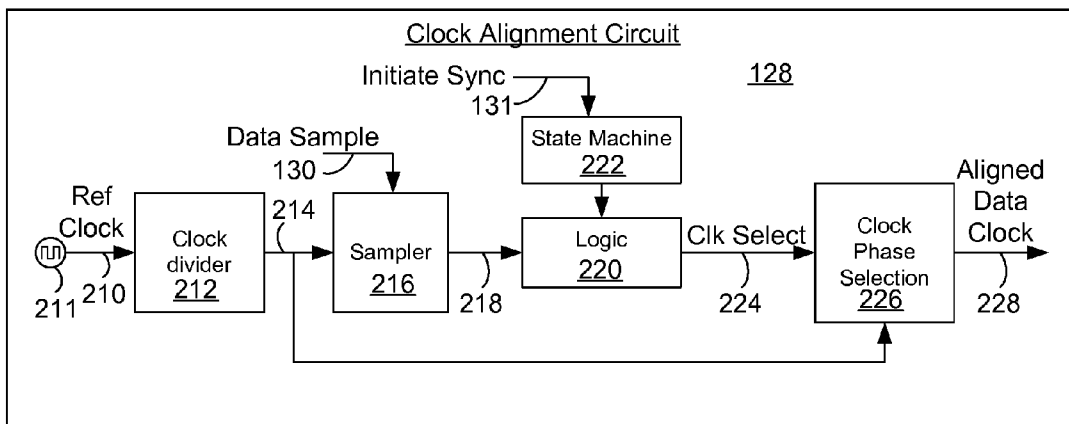 Clock Alignment Circuit
128
Initiate Sync
131
State Machine
222
Data Sample
130
Ref
Clock
211
210
Clock
divider
212
214
Sampler
216
218
Logic
220
Clk Select
224
Clock
Phase
Selection
226
Aligned
Data
Clock
228